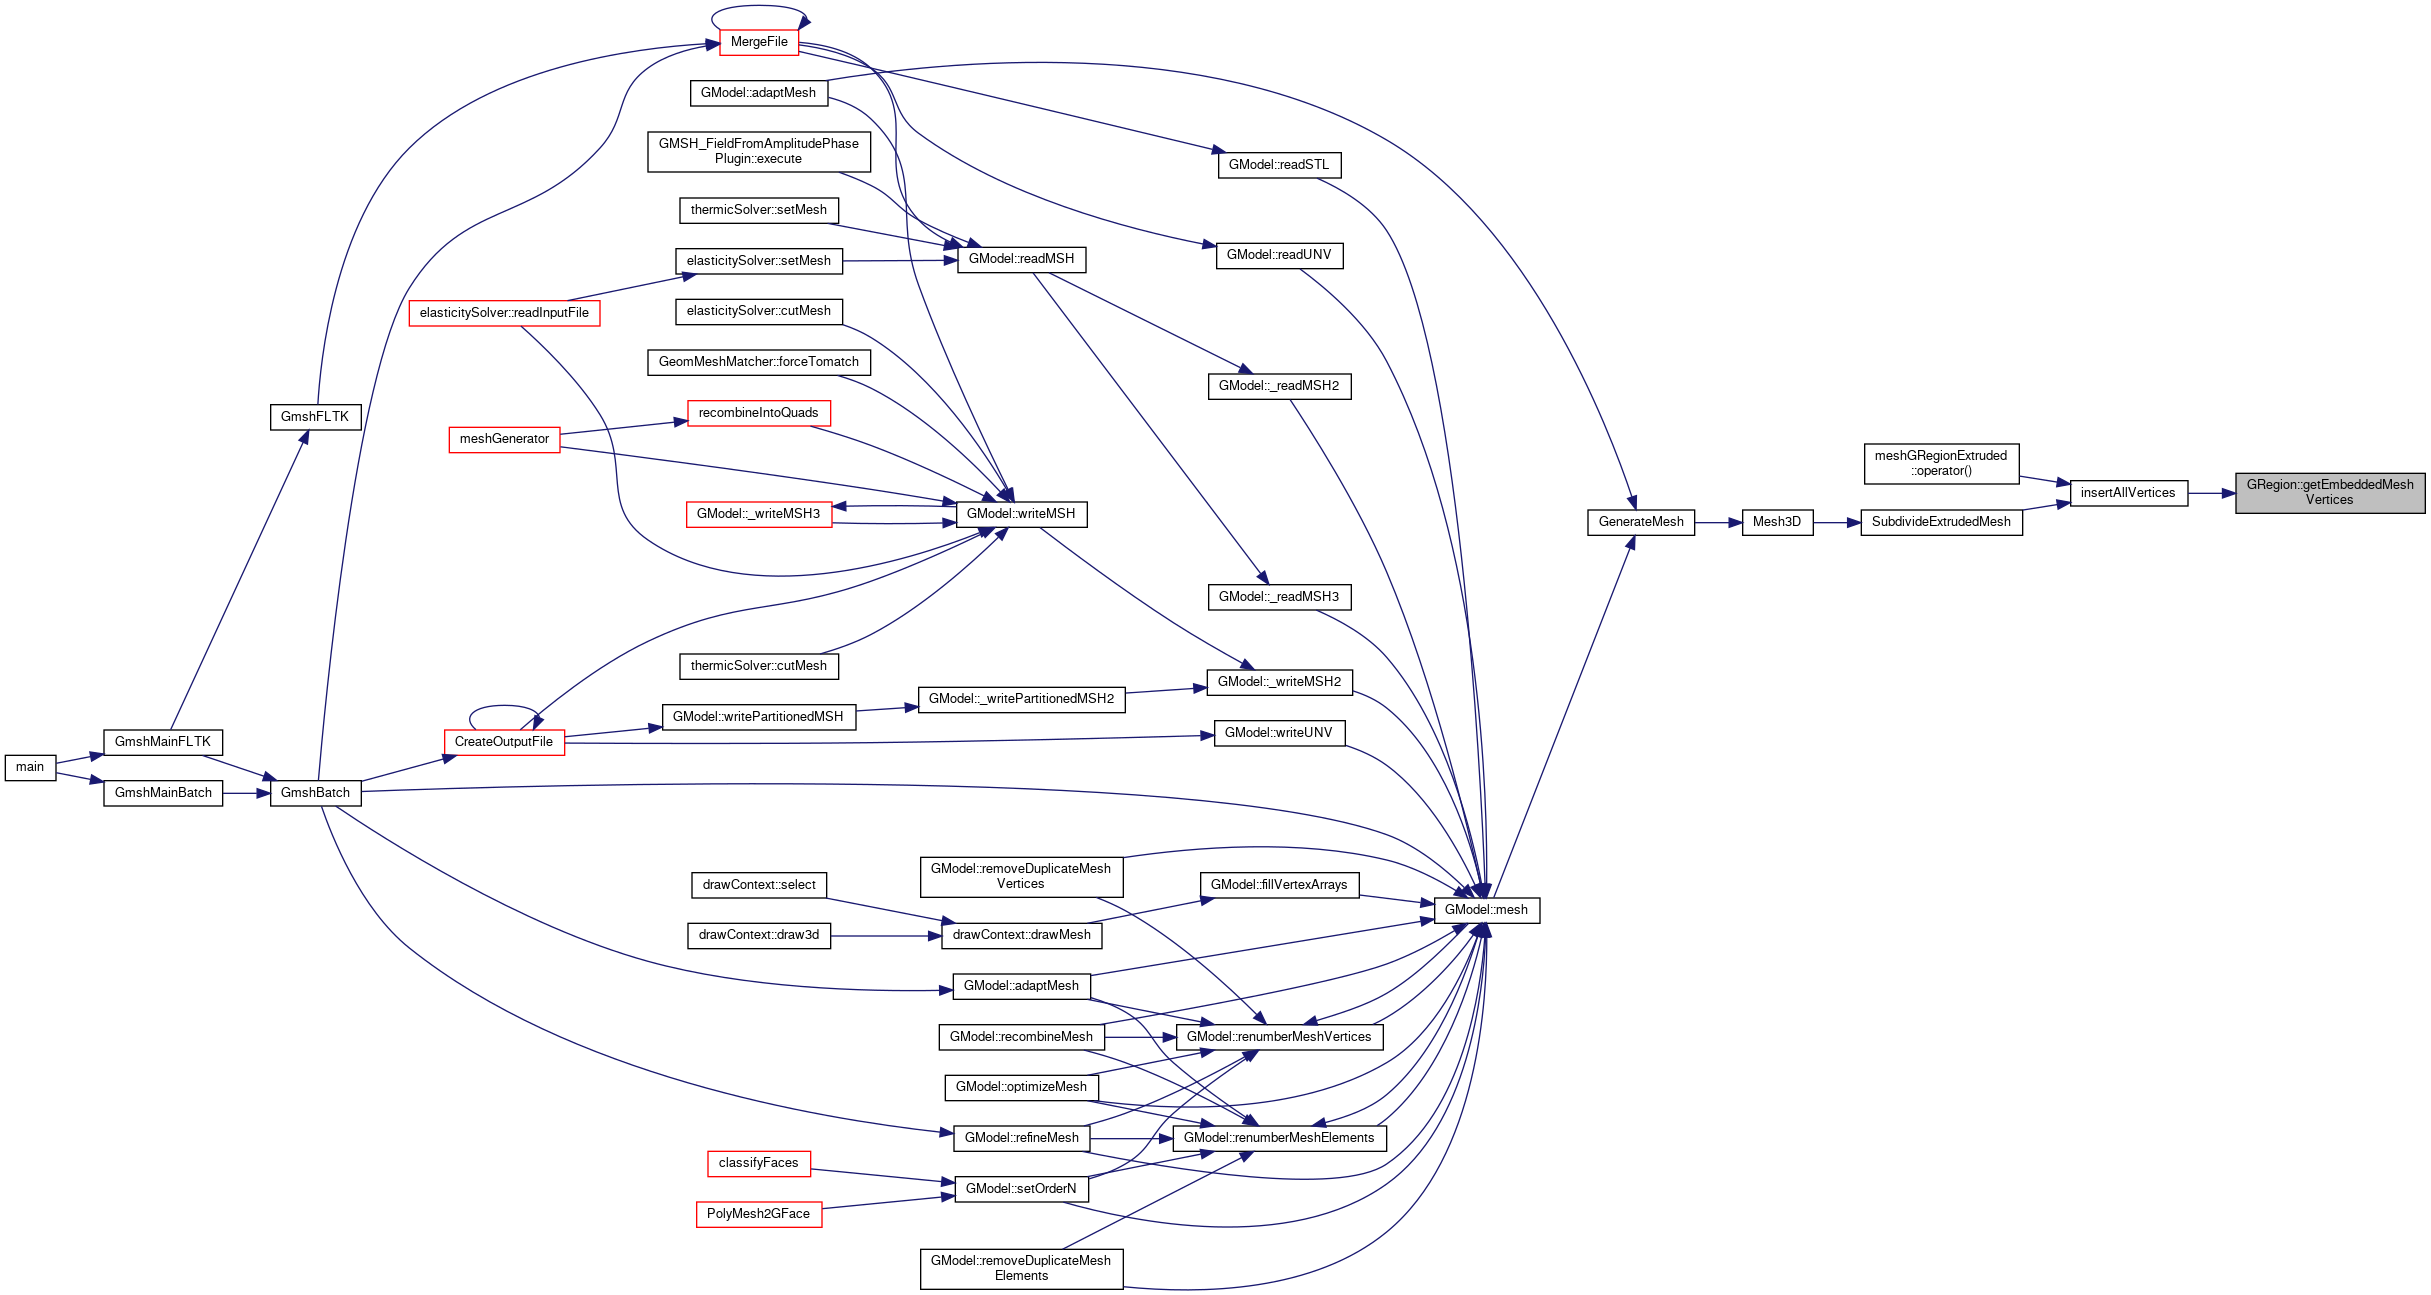 MergeFile
GModel::adaptMesh
GMSH_FieldFromAmplitudePhase
Plugin::execute
GModel::readSTL
thermicSolver::setMesh
elasticitySolver::setMesh
GModel::readMSH
GModel::readUNV
elasticitySolver::readInputFile
elasticitySolver::cutMesh
GeomMeshMatcher::forceTomatch
GModel::_readMSH2
GmshFLTK
recombineIntoQuads
meshGenerator
meshGRegionExtruded
::operator()
insertAllVertices
GRegion::getEmbeddedMesh
Vertices
GModel::_writeMSH3
GModel::writeMSH
GenerateMesh
Mesh3D
SubdivideExtrudedMesh
GModel::_readMSH3
thermicSolver::cutMesh
GModel::_writeMSH2
GModel::_writePartitionedMSH2
GModel::writePartitionedMSH
GModel::writeUNV
CreateOutputFile
GmshMainFLTK
main
GmshMainBatch
GmshBatch
GModel::removeDuplicateMesh
Vertices
drawContext::select
GModel::fillVertexArrays
GModel::mesh
drawContext::draw3d
drawContext::drawMesh
GModel::adaptMesh
GModel::recombineMesh
GModel::renumberMeshVertices
GModel::optimizeMesh
GModel::refineMesh
GModel::renumberMeshElements
classifyFaces
GModel::setOrderN
PolyMesh2GFace
GModel::removeDuplicateMesh
Elements